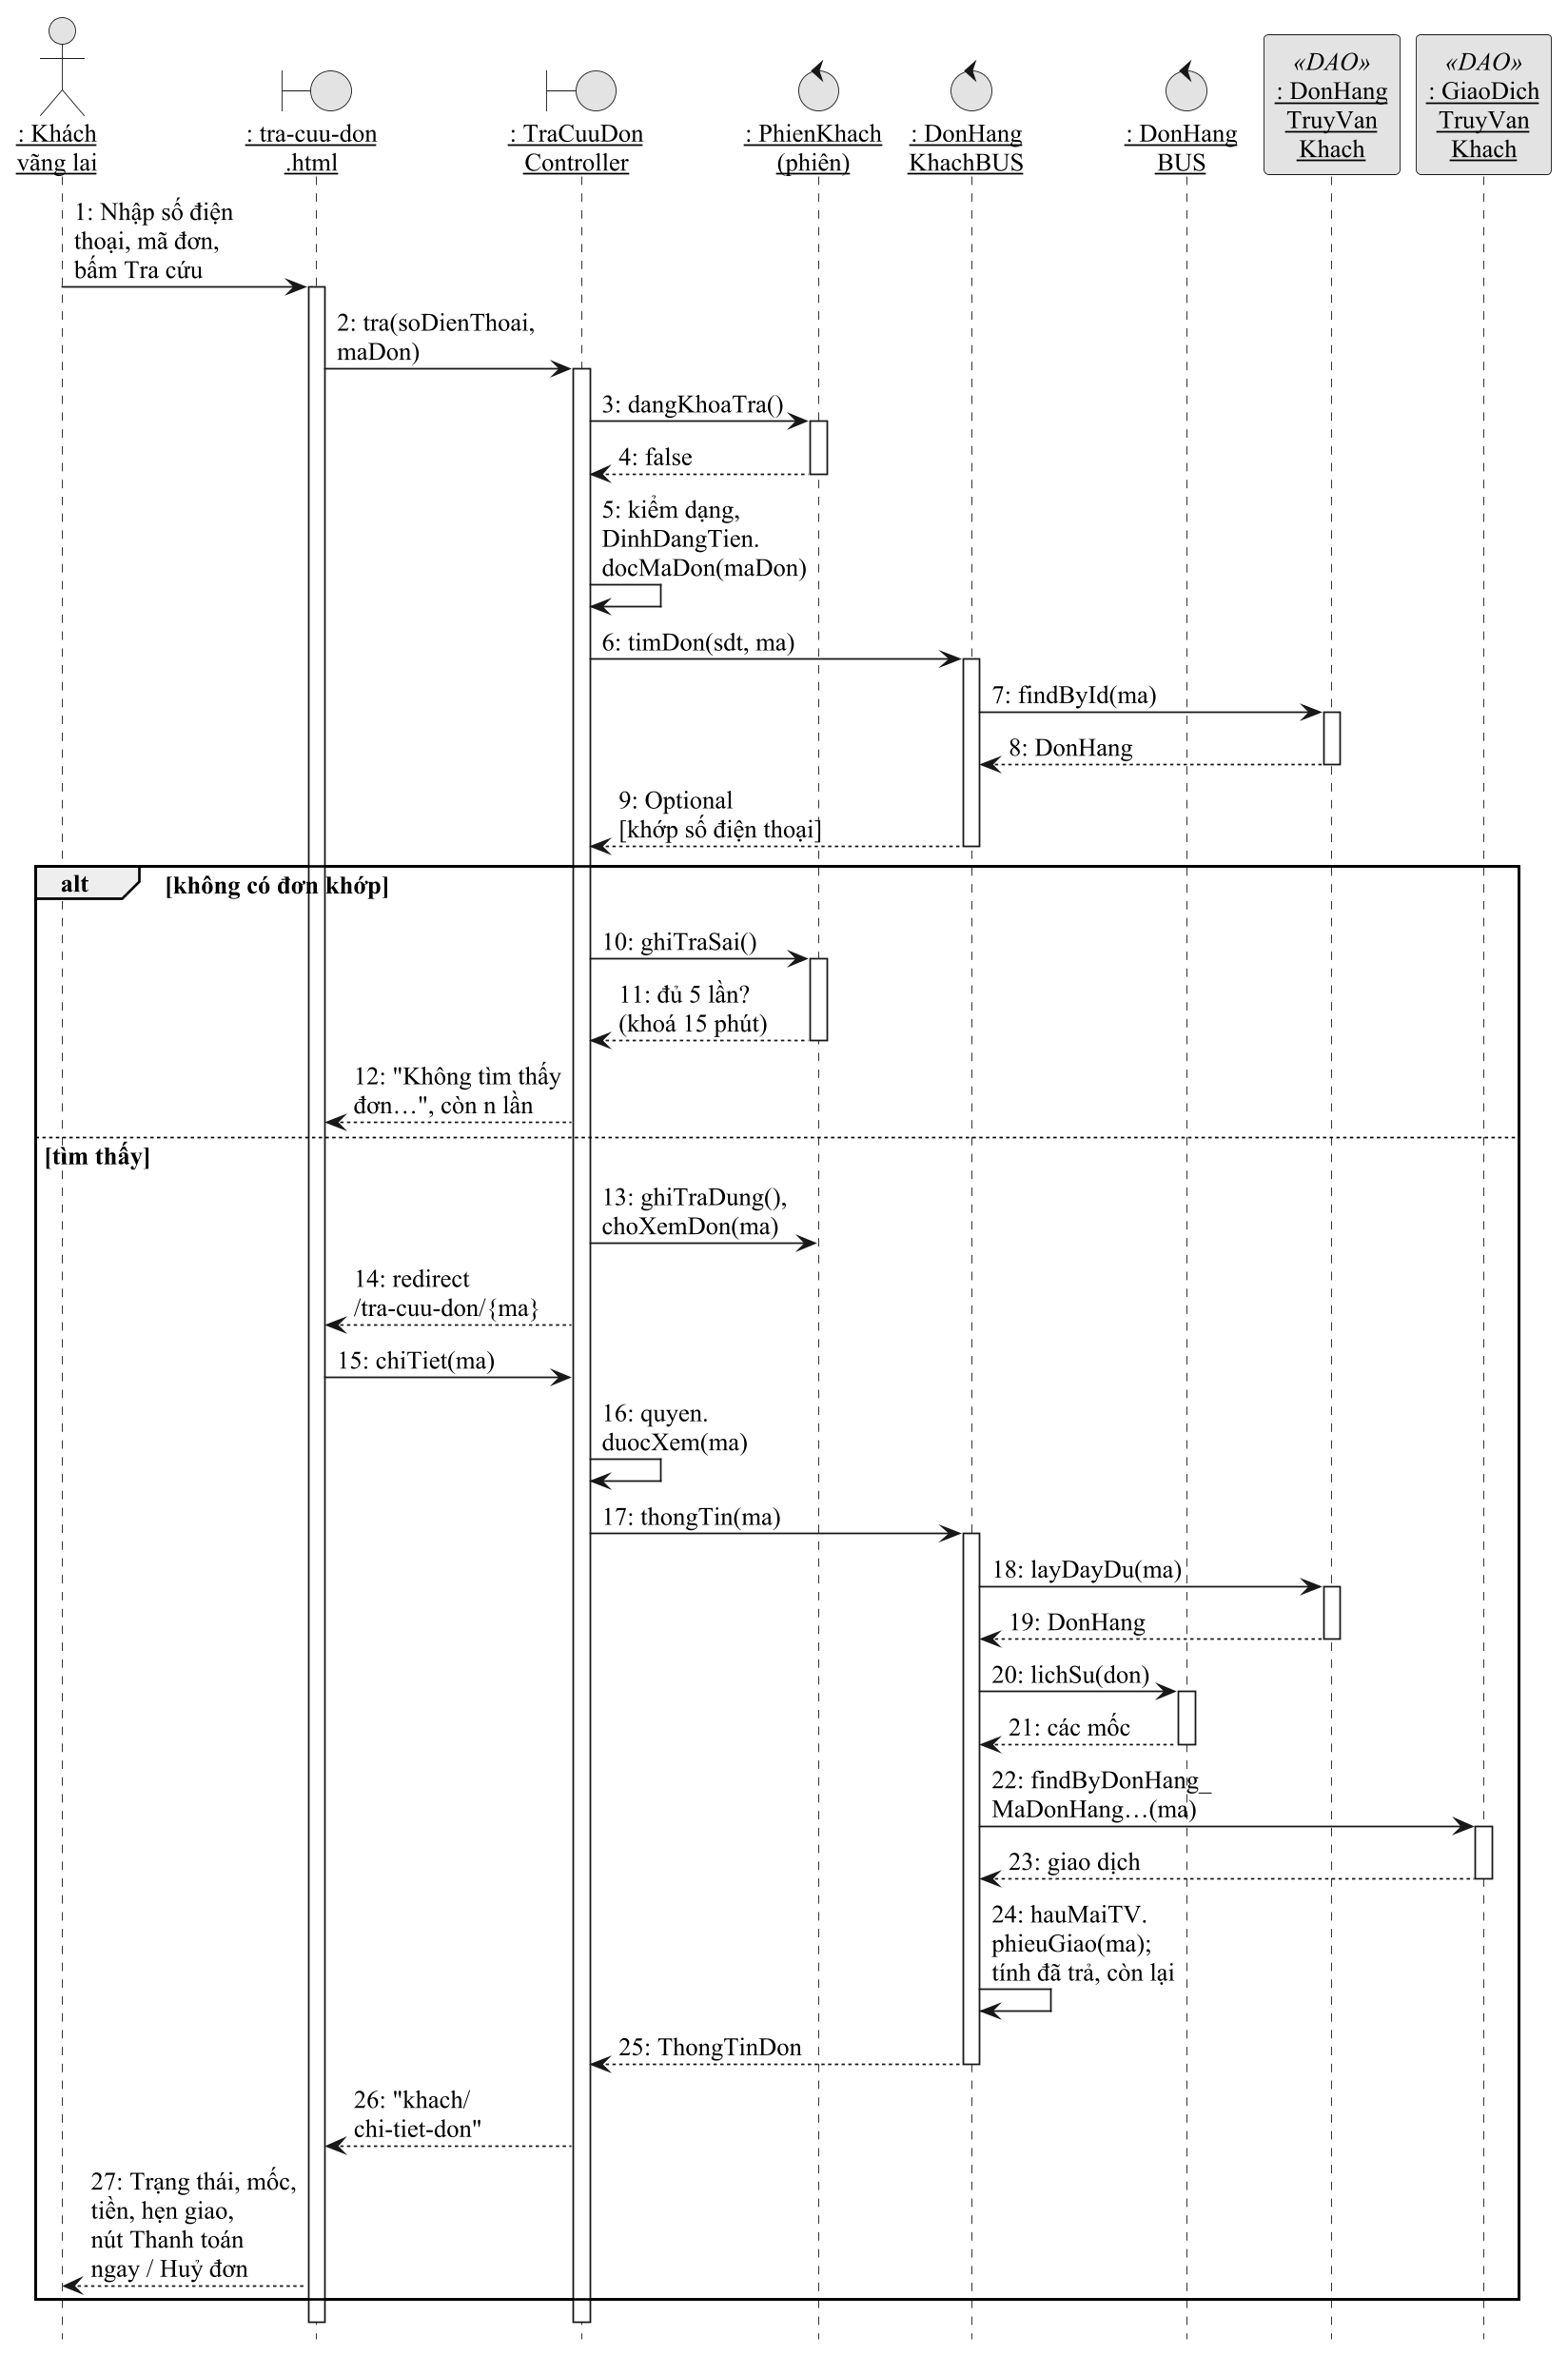 : Khách
vãng lai
: tra-cuu-don
.html
: TraCuuDon
Controller
: PhienKhach
(phiên)
: DonHang
KhachBUS
: DonHang
BUS
«DAO»
: DonHang
TruyVan
Khach
«DAO»
: GiaoDich
TruyVan
Khach
1: Nhập số điện
thoại, mã đơn,
bấm Tra cứu
2: tra(soDienThoai,
maDon)
3: dangKhoaTra()
4: false
5: kiểm dạng,
DinhDangTien.
docMaDon(maDon)
6: timDon(sdt, ma)
7: findById(ma)
8: DonHang
9: Optional
[khớp số điện thoại]
alt
[không có đơn khớp]
10: ghiTraSai()
11: đủ 5 lần?
(khoá 15 phút)
12: "Không tìm thấy
đơn…", còn n lần
[tìm thấy]
13: ghiTraDung(),
choXemDon(ma)
14: redirect
/tra-cuu-don/{ma}
15: chiTiet(ma)
16: quyen.
duocXem(ma)
17: thongTin(ma)
18: layDayDu(ma)
19: DonHang
20: lichSu(don)
21: các mốc
22: findByDonHang_
MaDonHang…(ma)
23: giao dịch
24: hauMaiTV.
phieuGiao(ma);
tính đã trả, còn lại
25: ThongTinDon
26: "khach/
chi-tiet-don"
27: Trạng thái, mốc,
tiền, hẹn giao,
nút Thanh toán
ngay / Huỷ đơn